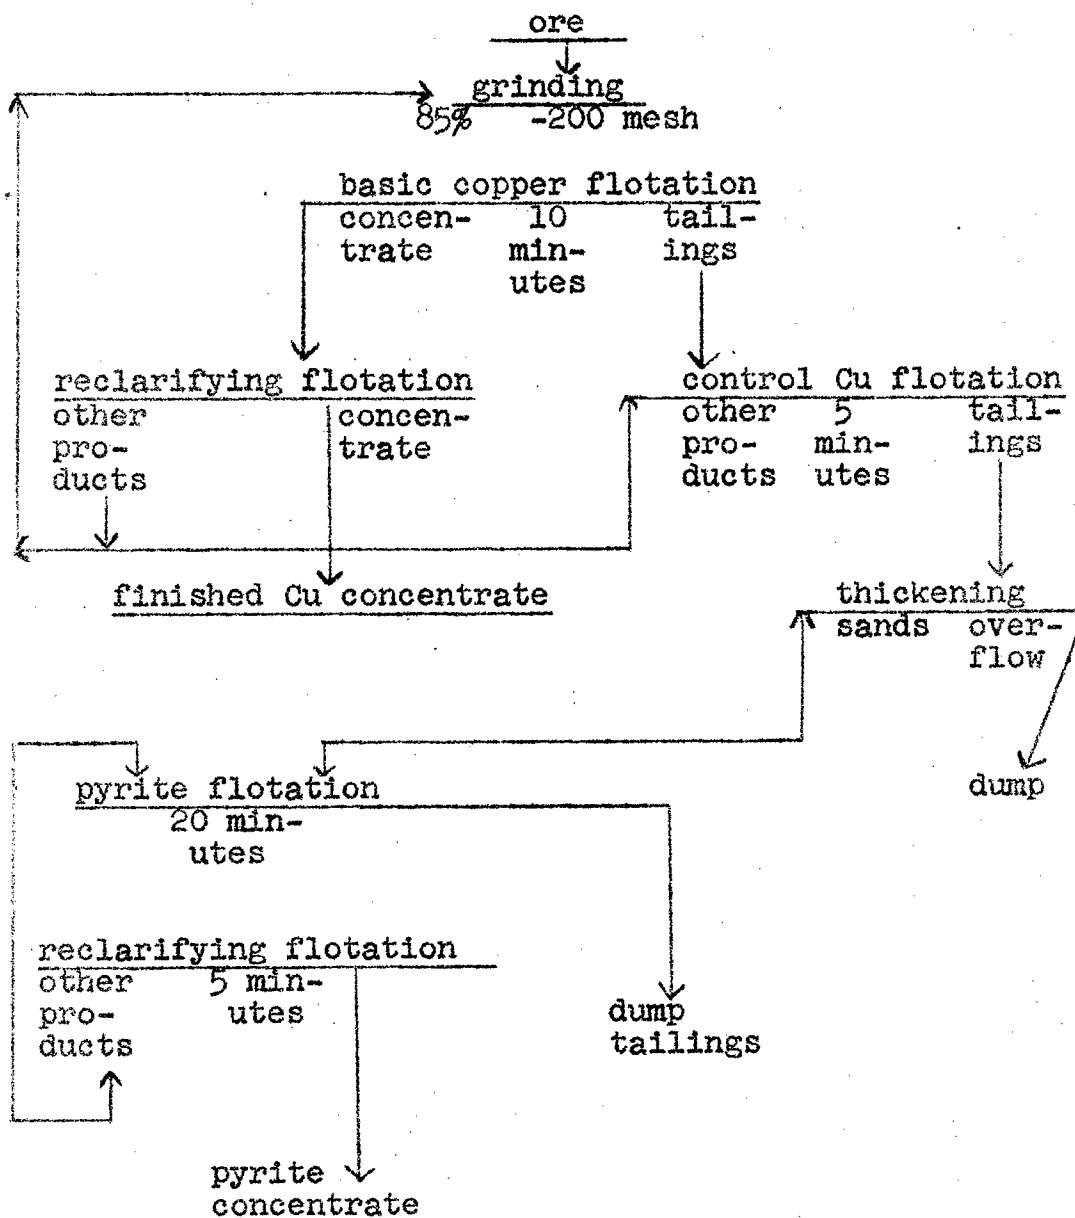 ore
grinding
85% -200 mesh
basic copper flotation
concen- 10 tail-
trate min- ings
utes
reclarifying flotation
other concen-
pro- trate
ducts
control Cu flotation
other 5 tail-
pro- min- ings
ducts utes
finished Cu concentrate
thickening
sands over-
flow
dump
pyrite flotation
20 min-
utes
reclarifying flotation
other 5 min-
pro- utes
ducts
dump
tailings
pyrite
concentrate